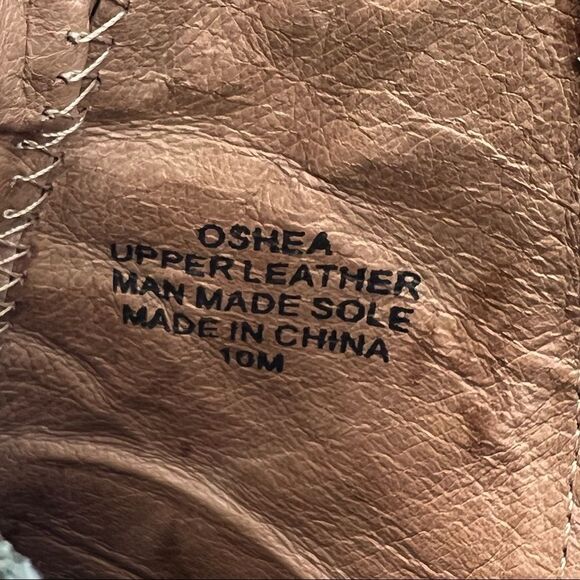 OSHEA
UPPER LEATHER
MAN MADE SOLE
MADE IN CHINA
10M